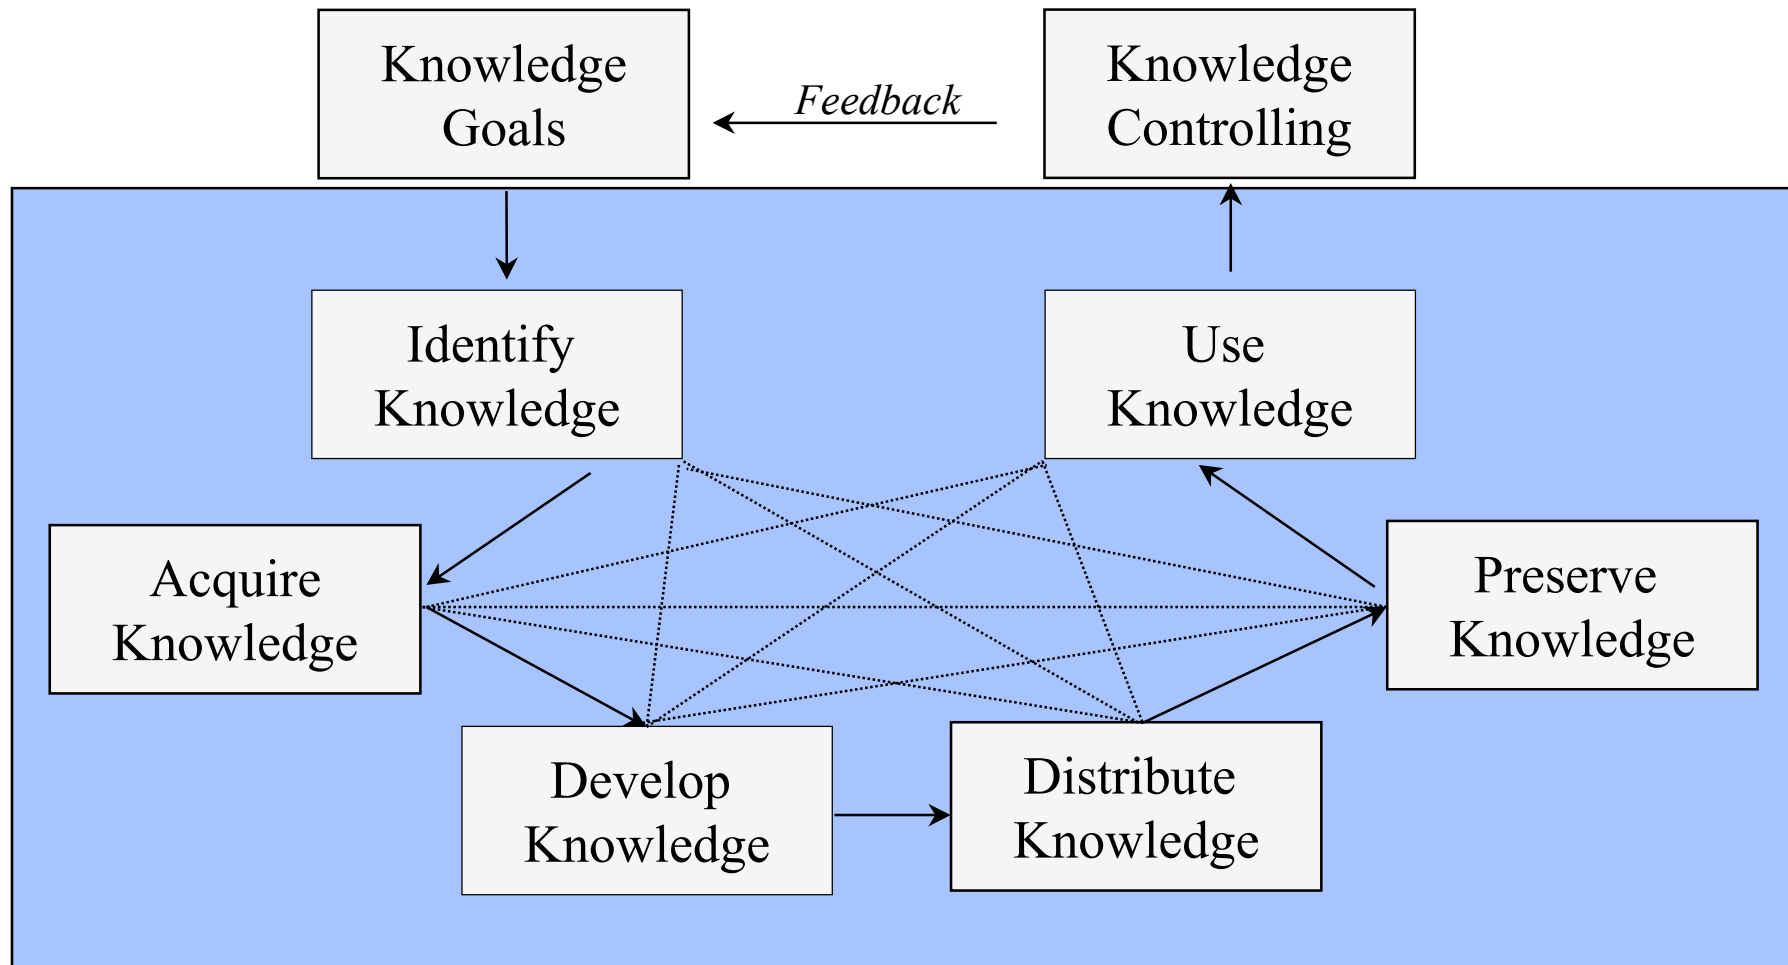 Knowledge
Goals
Feedback
Knowledge
Controlling
Identify
Knowledge
Use
Knowledge
Acquire
Knowledge
Preserve
Knowledge
Develop
Knowledge
Distribute
Knowledge